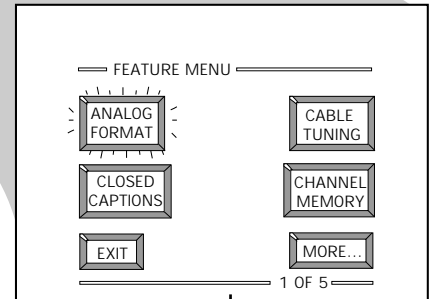 FEATURE MENU
ANALOG
FORMAT
CABLE
TUNING
CLOSED
CAPTIONS
CHANNEL
MEMORY
EXIT
MORE...
1 OF 5